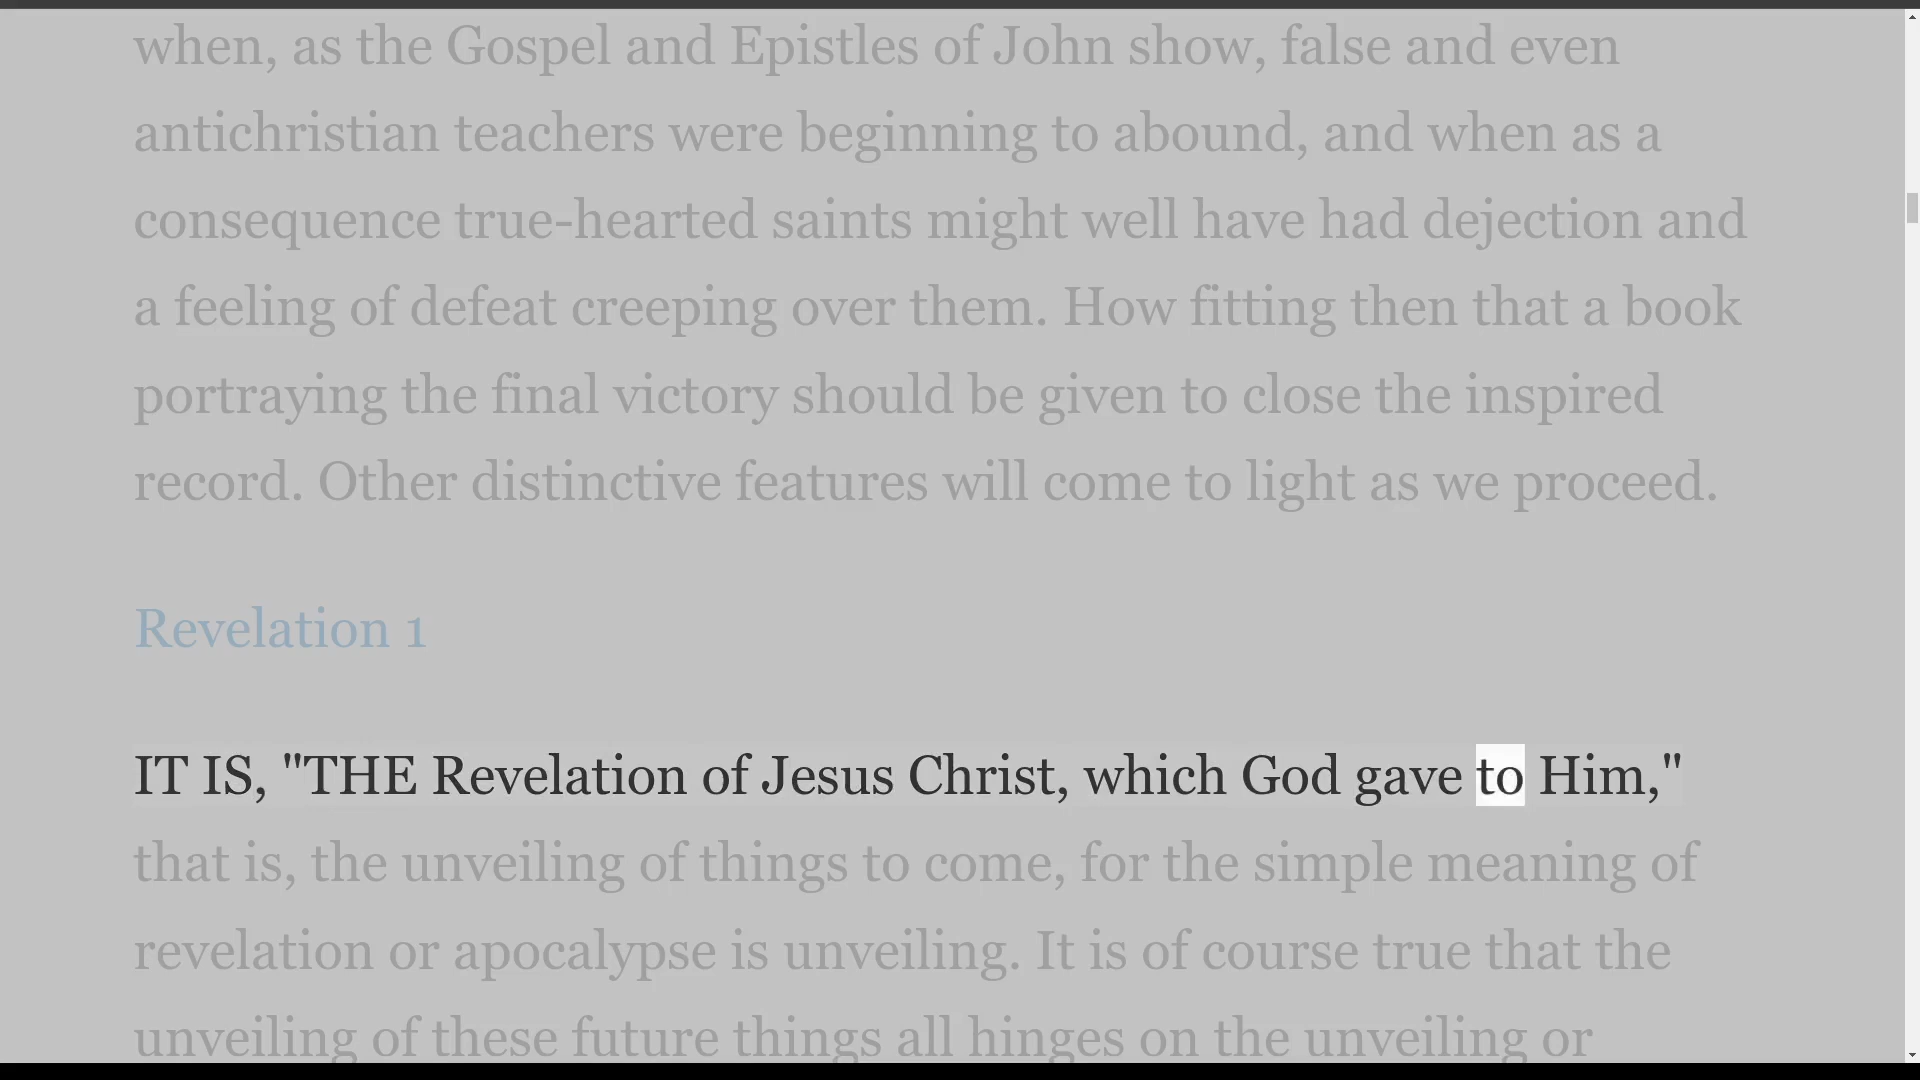 when, as the Gospel and Epistles of John show, false and even
antichristian teachers were beginning to abound, and when as a
consequence true-hearted saints might well have had dejection and
a feeling of defeat creeping over them. How fitting then that a book
portraying the final victory should be given to close the inspired
record. Other distinctive features will come to light as we proceed.
Revelation 1
IT IS, "THE Revelation of Jesus Christ, which God gave to Him,"
that is, the unveiling of things to come, for the simple meaning of
revelation or apocalypse is unveiling. It is of course true that the
unveiling of these future things all hinges on the unveiling or